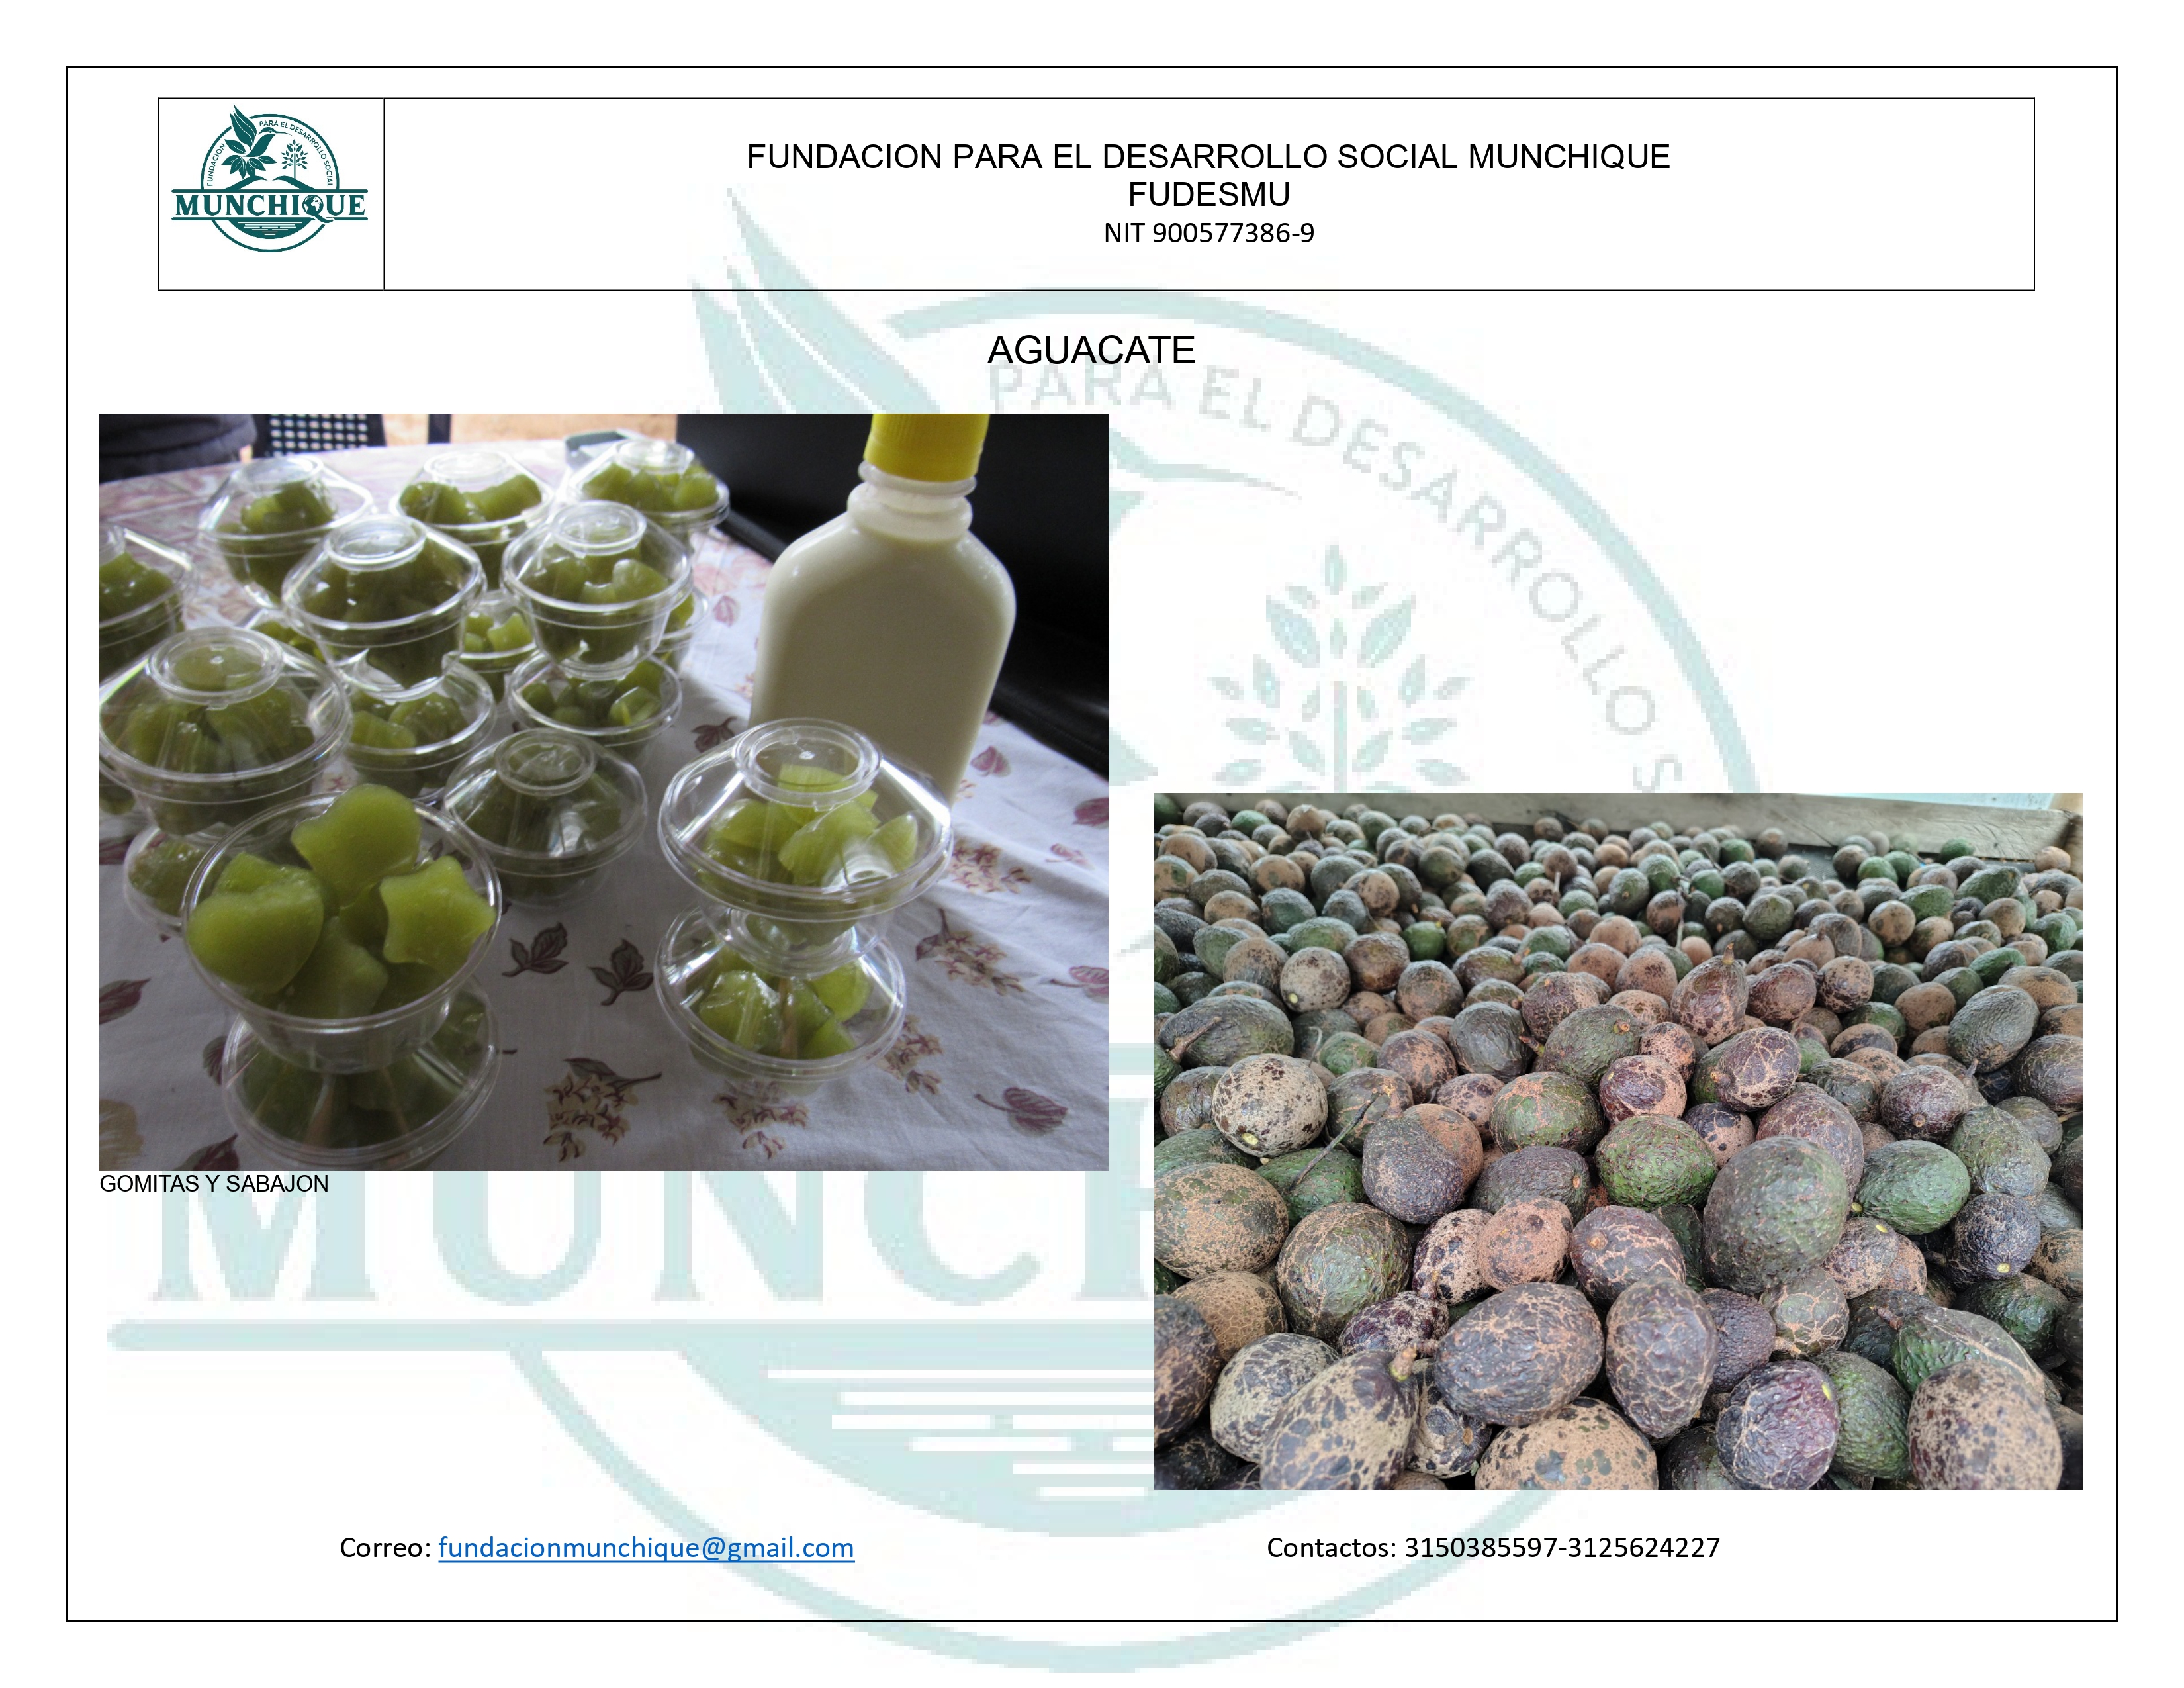 FUNDACION
PARA EL DESARROLLO SOCIAL
MUNCHIQUE
FUNDACION PARA EL DESARROLLO SOCIAL MUNCHIQUE
FUDESMU
NIT 900577386-9
AGUACATE
PARA EL DESARROLLO S
GOMITAS Y SABAJON
MUNCH
Correo: fundacionmunchique@gmail.com
Contactos: 3150385597-3125624227